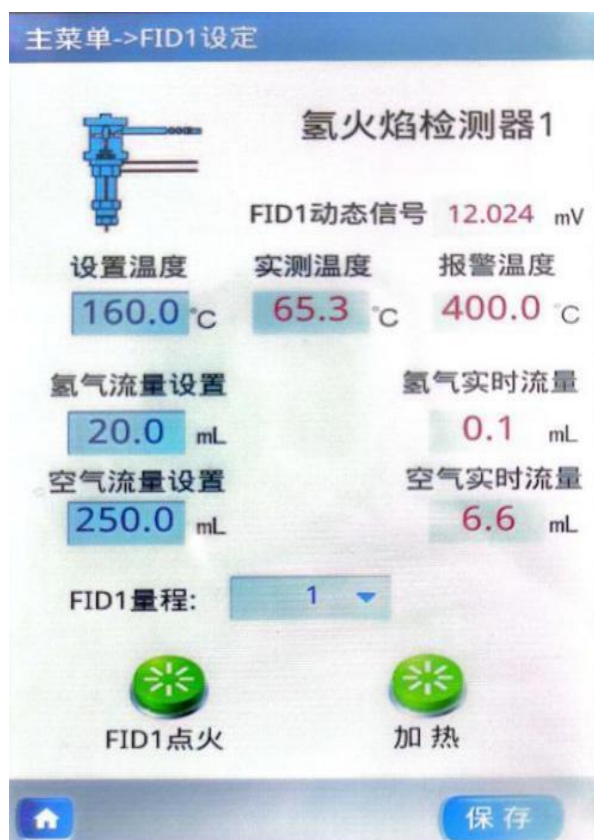 主菜单->FID1设定
氢火焰检测器1
FID1动态信号 12.024 mV
设置温度 实测温度 报警温度
160.0 °C 65.3 °C 400.0 °C
氢气流量设置 氢气实时流量
20.0 mL 0.1 mL
空气流量设置 空气实时流量
250.0 mL 6.6 mL
FID1量程: 1
FID1点火 加热
保存